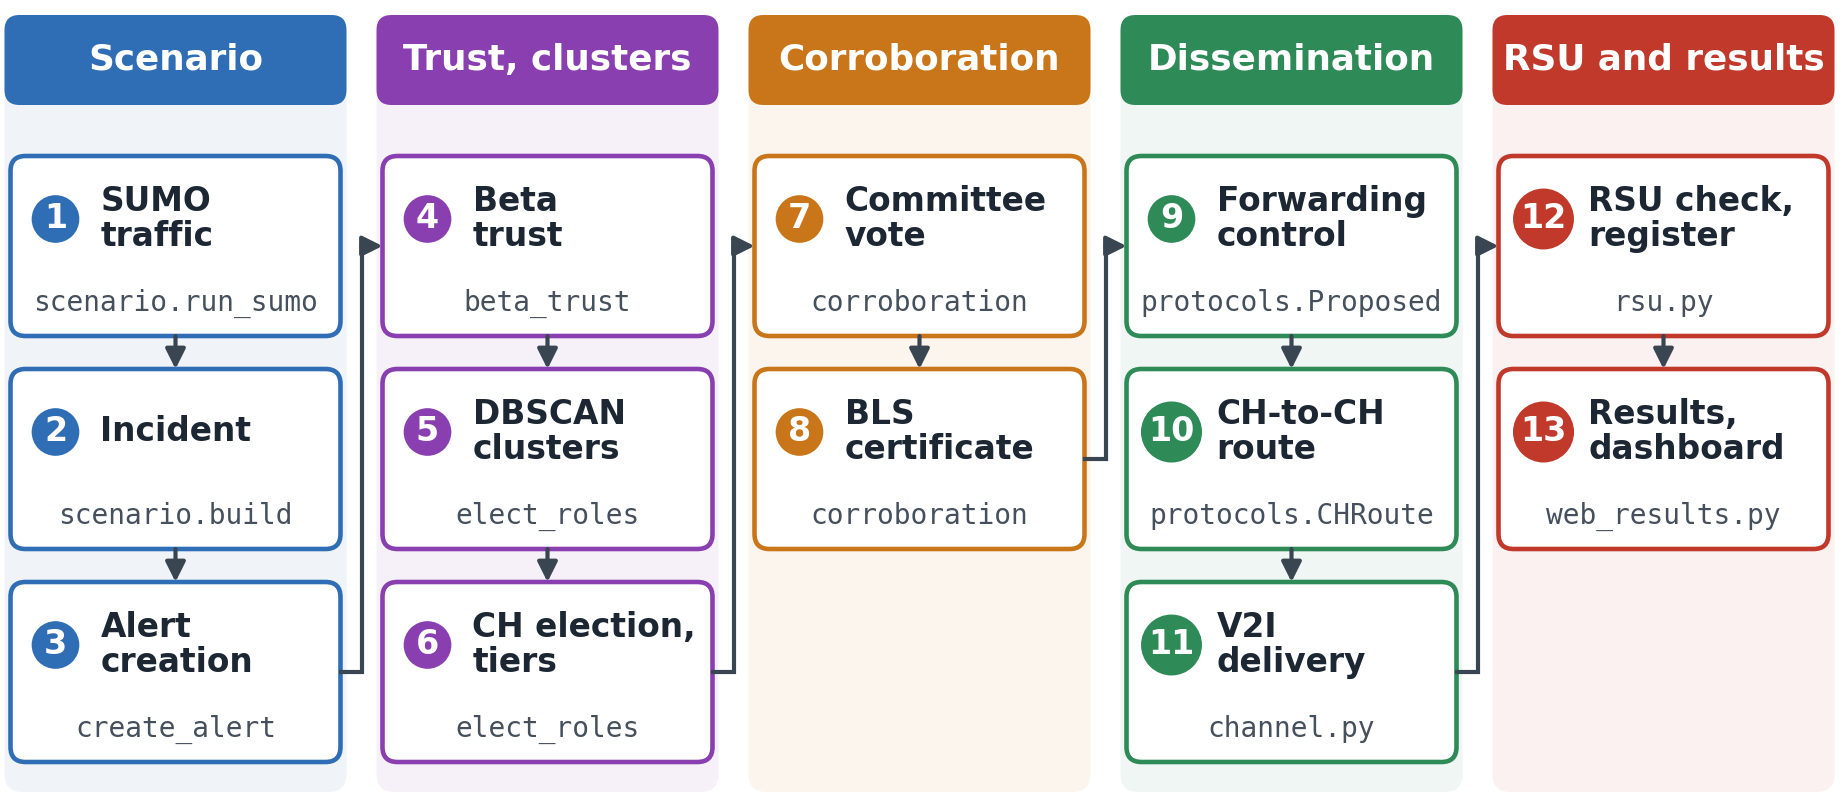 Scenario
1
SUMO
traffic
scenario.run_sumo
2
Incident
scenario.build
3
Alert
creation
create_alert
Trust, clusters
4
Beta
trust
beta_trust
5
DBSCAN
clusters
elect_roles
6
CH election,
tiers
elect_roles
Corroboration
7
Committee
vote
corroboration
8
BLS
certificate
corroboration
Dissemination
9
Forwarding
control
protocols.Proposed
10
CH-to-CH
route
protocols.CHRoute
11
V2I
delivery
channel.py
RSU and results
12
RSU check,
register
rsu.py
13
Results,
dashboard
web_results.py